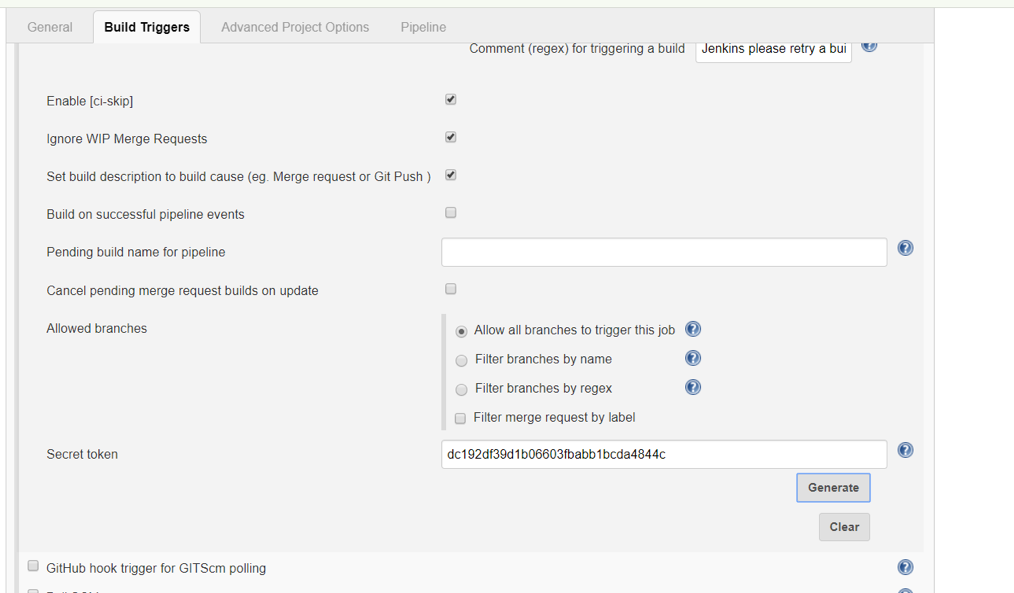 General Build Triggers Advanced Project Options Pipeline
Comment (regex) for triggering a build Jenkins please retry a bui
Enable [ci-skip]
Ignore WIP Merge Requests
Set build description to build cause (eg. Merge request or Git Push )
Build on successful pipeline events
Pending build name for pipeline
Cancel pending merge request builds on update
Allowed branches
Allow all branches to trigger this job
Filter branches by name
Filter branches by regex
Filter merge request by label
Secret token dc192df39d1b06603fbabb1bcda4844c
Generate
Clear
GitHub hook trigger for GITScm polling